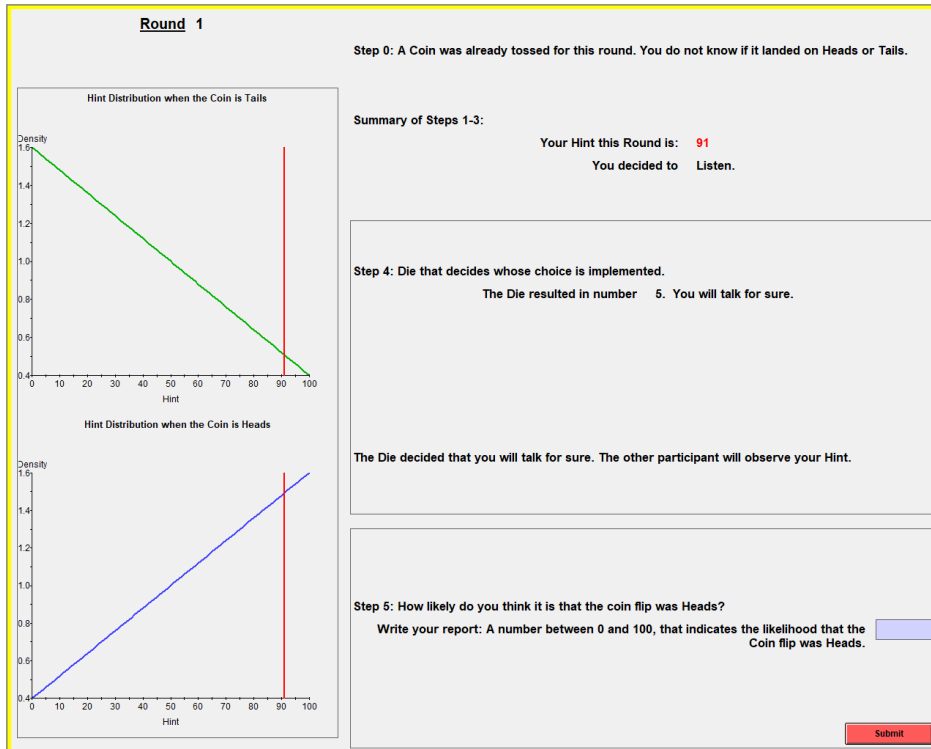 Round 1
Step 0: A Coin was already tossed for this round. You do not know if it landed on Heads or Tails.
Hint Distribution when the Coin is Tails
Density
1.6
1.4
1.2
1.0
0.8
0.6
0.4
0 10 20 30 40 50 60 70 80 90 100
Hint
Hint Distribution when the Coin is Heads
Density
1.6
1.4
1.2
1.0
0.8
0.6
0.4
0 10 20 30 40 50 60 70 80 90 100
Hint
Summary of Steps 1-3:
Your Hint this Round is: 91
You decided to Listen.
Step 4: Die that decides whose choice is implemented.
The Die resulted in number 5. You will talk for sure.
The Die decided that you will talk for sure. The other participant will observe your Hint.
Step 5: How likely do you think it is that the coin flip was Heads?
Write your report: A number between 0 and 100, that indicates the likelihood that the
Coin flip was Heads.
Submit